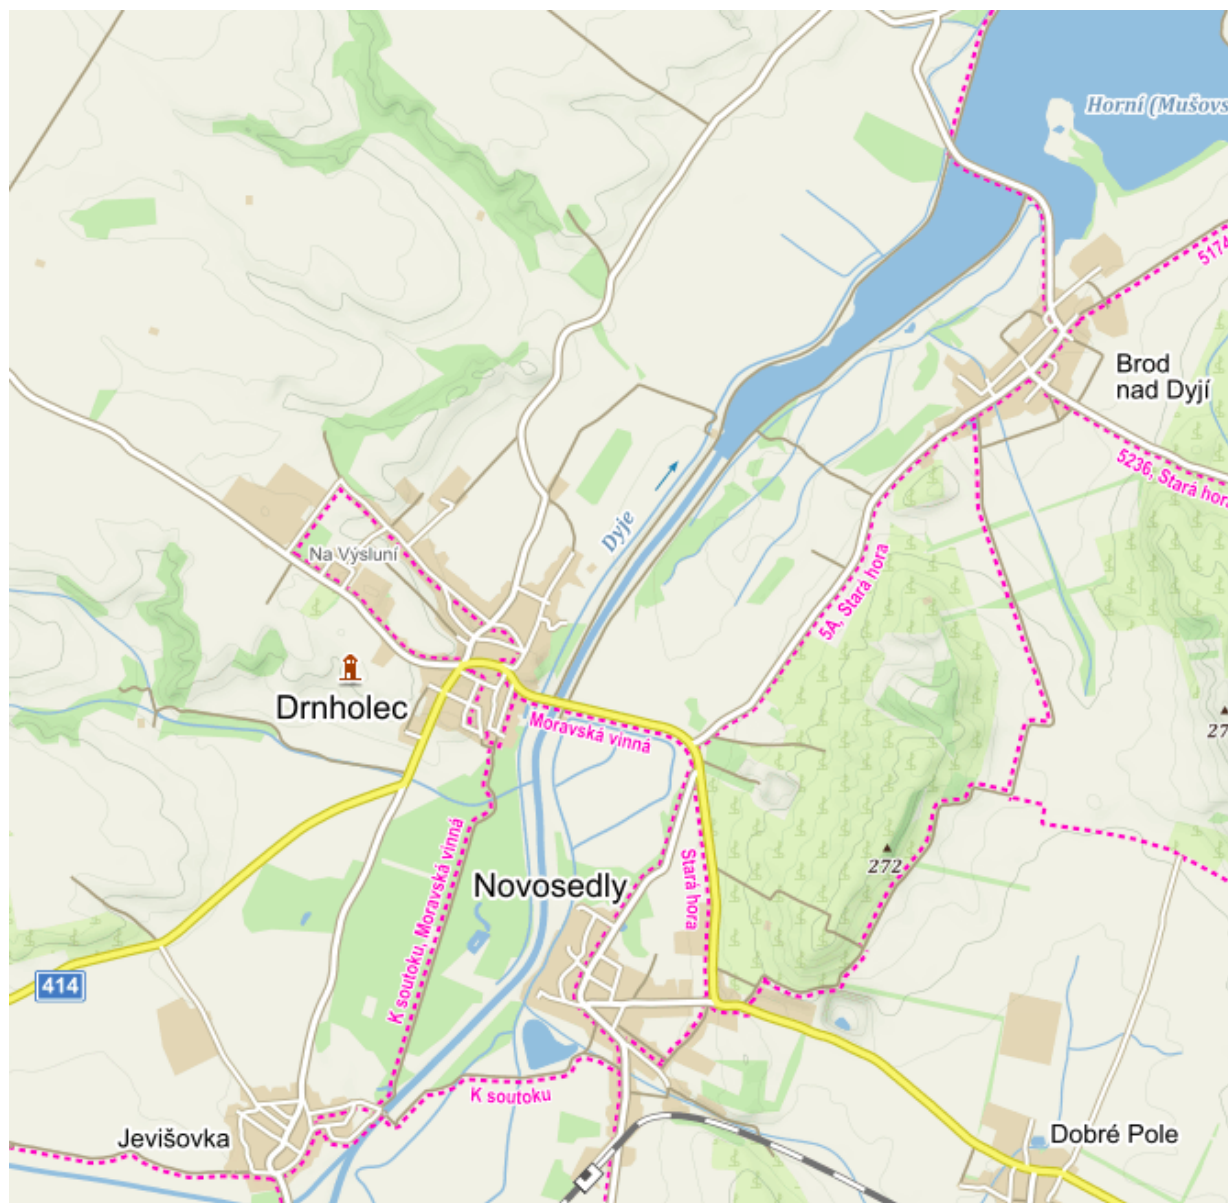 Horní (Mušovs
5174
Brod
nad Dyjí
5236, Stará hora
Dyje
Na Výsluní
5A, Stará hora
Drnholec
Moravská vinná
27
272
Stará hora
Novosedly
K soutoku, Moravská vinná
414
K soutoku
Jevišovka
Dobré Pole